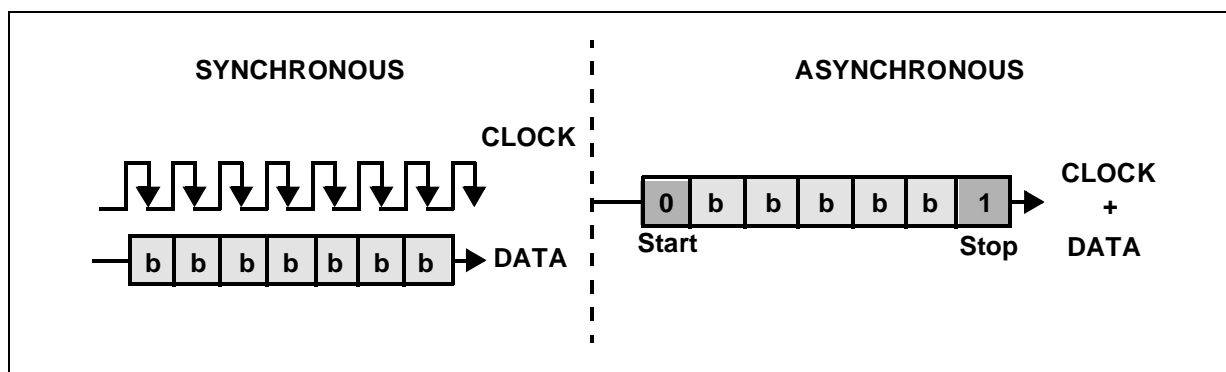 SYNCHRONOUS
CLOCK
b b b b b b b
DATA
ASYNCHRONOUS
0 b b b b b 1
Start Stop
CLOCK
+
DATA